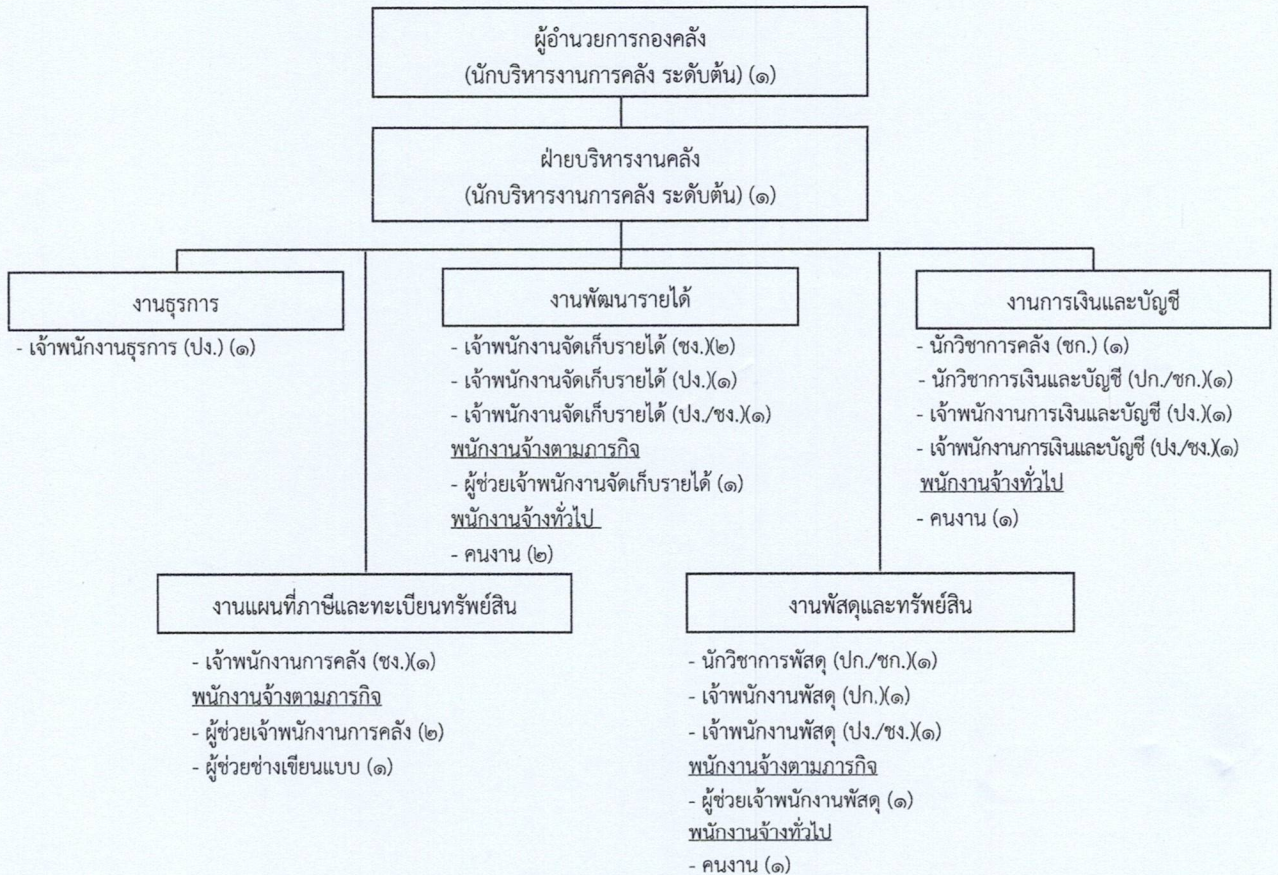 ผู้อำนวยการกองคลัง
(นักบริหารงานการคลัง ระดับต้น) (๑)
ฝ่ายบริหารงานคลัง
(นักบริหารงานการคลัง ระดับต้น) (๑)
งานธุรการ
- เจ้าพนักงานธุรการ (ปง.) (๑)
งานพัฒนารายได้
- เจ้าพนักงานจัดเก็บรายได้ (ชง.)(๒)
- เจ้าพนักงานจัดเก็บรายได้ (ปง.)(๑)
- เจ้าพนักงานจัดเก็บรายได้ (ปง./ชง.)(๑)
พนักงานจ้างตามภารกิจ
- ผู้ช่วยเจ้าพนักงานจัดเก็บรายได้ (๑)
พนักงานจ้างทั่วไป
- คนงาน (๒)
งานการเงินและบัญชี
- นักวิชาการคลัง (ชก.) (๑)
- นักวิชาการเงินและบัญชี (ปก./ชก.)(๑)
- เจ้าพนักงานการเงินและบัญชี (ปง.)(๑)
- เจ้าพนักงานการเงินและบัญชี (ปง./ชง.)(๑)
พนักงานจ้างทั่วไป
- คนงาน (๑)
งานแผนที่ภาษีและทะเบียนทรัพย์สิน
- เจ้าพนักงานการคลัง (ชง.)(๑)
พนักงานจ้างตามภารกิจ
- ผู้ช่วยเจ้าพนักงานการคลัง (๒)
- ผู้ช่วยช่างเขียนแบบ (๑)
งานพัสดุและทรัพย์สิน
- นักวิชาการพัสดุ (ปก./ชก.)(๑)
- เจ้าพนักงานพัสดุ (ปก.)(๑)
- เจ้าพนักงานพัสดุ (ปง./ชง.)(๑)
พนักงานจ้างตามภารกิจ
- ผู้ช่วยเจ้าพนักงานพัสดุ (๑)
พนักงานจ้างทั่วไป
- คนงาน (๑)